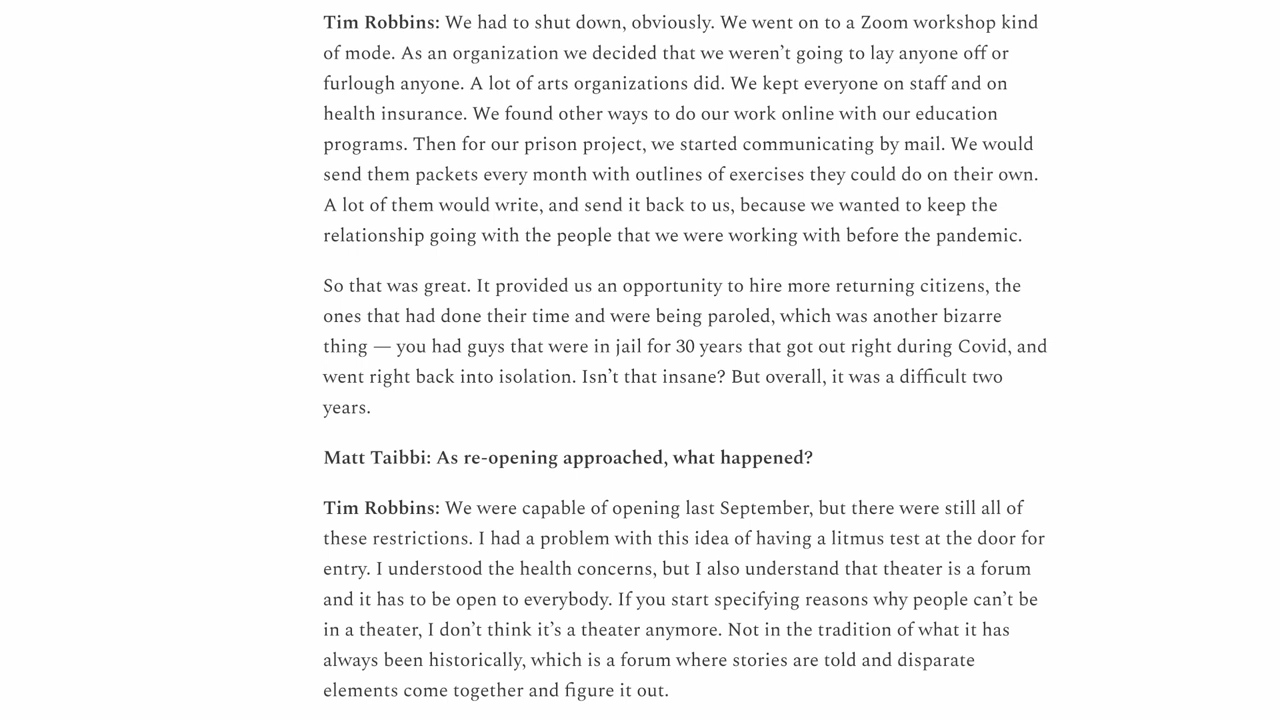 Tim Robbins: We had to shut down, obviously. We went on to a Zoom workshop kind
of mode. As an organization we decided that we weren’t going to lay anyone off or
furlough anyone. A lot of arts organizations did. We kept everyone on staff and on
health insurance. We found other ways to do our work online with our education
programs. Then for our prison project, we started communicating by mail. We would
send them packets every month with outlines of exercises they could do on their own.
A lot of them would write, and send it back to us, because we wanted to keep the
relationship going with the people that we were working with before the pandemic.
So that was great. It provided us an opportunity to hire more returning citizens, the
ones that had done their time and were being paroled, which was another bizarre
thing — you had guys that were in jail for 30 years that got out right during Covid, and
went right back into isolation. Isn’t that insane? But overall, it was a difficult two
years.
Matt Taibbi: As re-opening approached, what happened?
Tim Robbins: We were capable of opening last September, but there were still all of
these restrictions. I had a problem with this idea of having a litmus test at the door for
entry. I understood the health concerns, but I also understand that theater is a forum
and it has to be open to everybody. If you start specifying reasons why people can’t be
in a theater, I don’t think it’s a theater anymore. Not in the tradition of what it has
always been historically, which is a forum where stories are told and disparate
elements come together and figure it out.